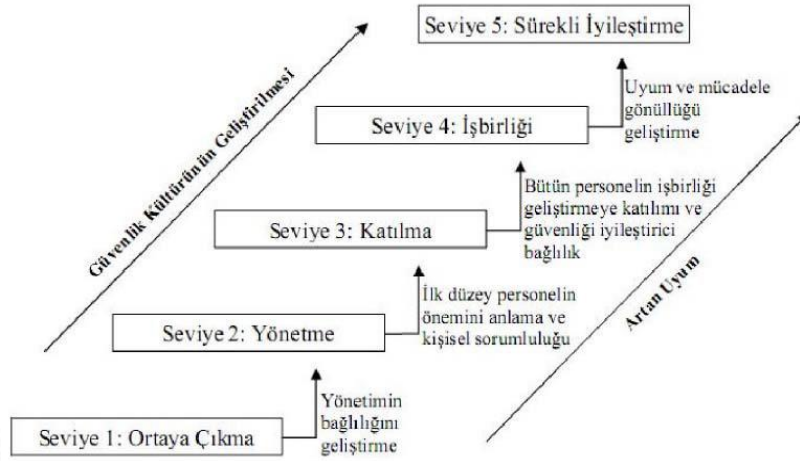 Seviye 5: Sürekli İyileştirme
Güvenlik Kültürünün Geliştirilmesi
Uyum ve mücadele
gönüllüğü
geliştirme
Seviye 4: İşbirliği
Bütün personelin işbirliği
geliştirmeye katılımı ve
güvenliği iyileştirici
bağlılık
Seviye 3: Katılma
Artan Uyum
İlk düzey personelin
önemini anlama ve
kişisel sorumluluğu
Seviye 2: Yönetme
Yönetimin
bağlılığını
geliştirme
Seviye 1: Ortaya Çıkma